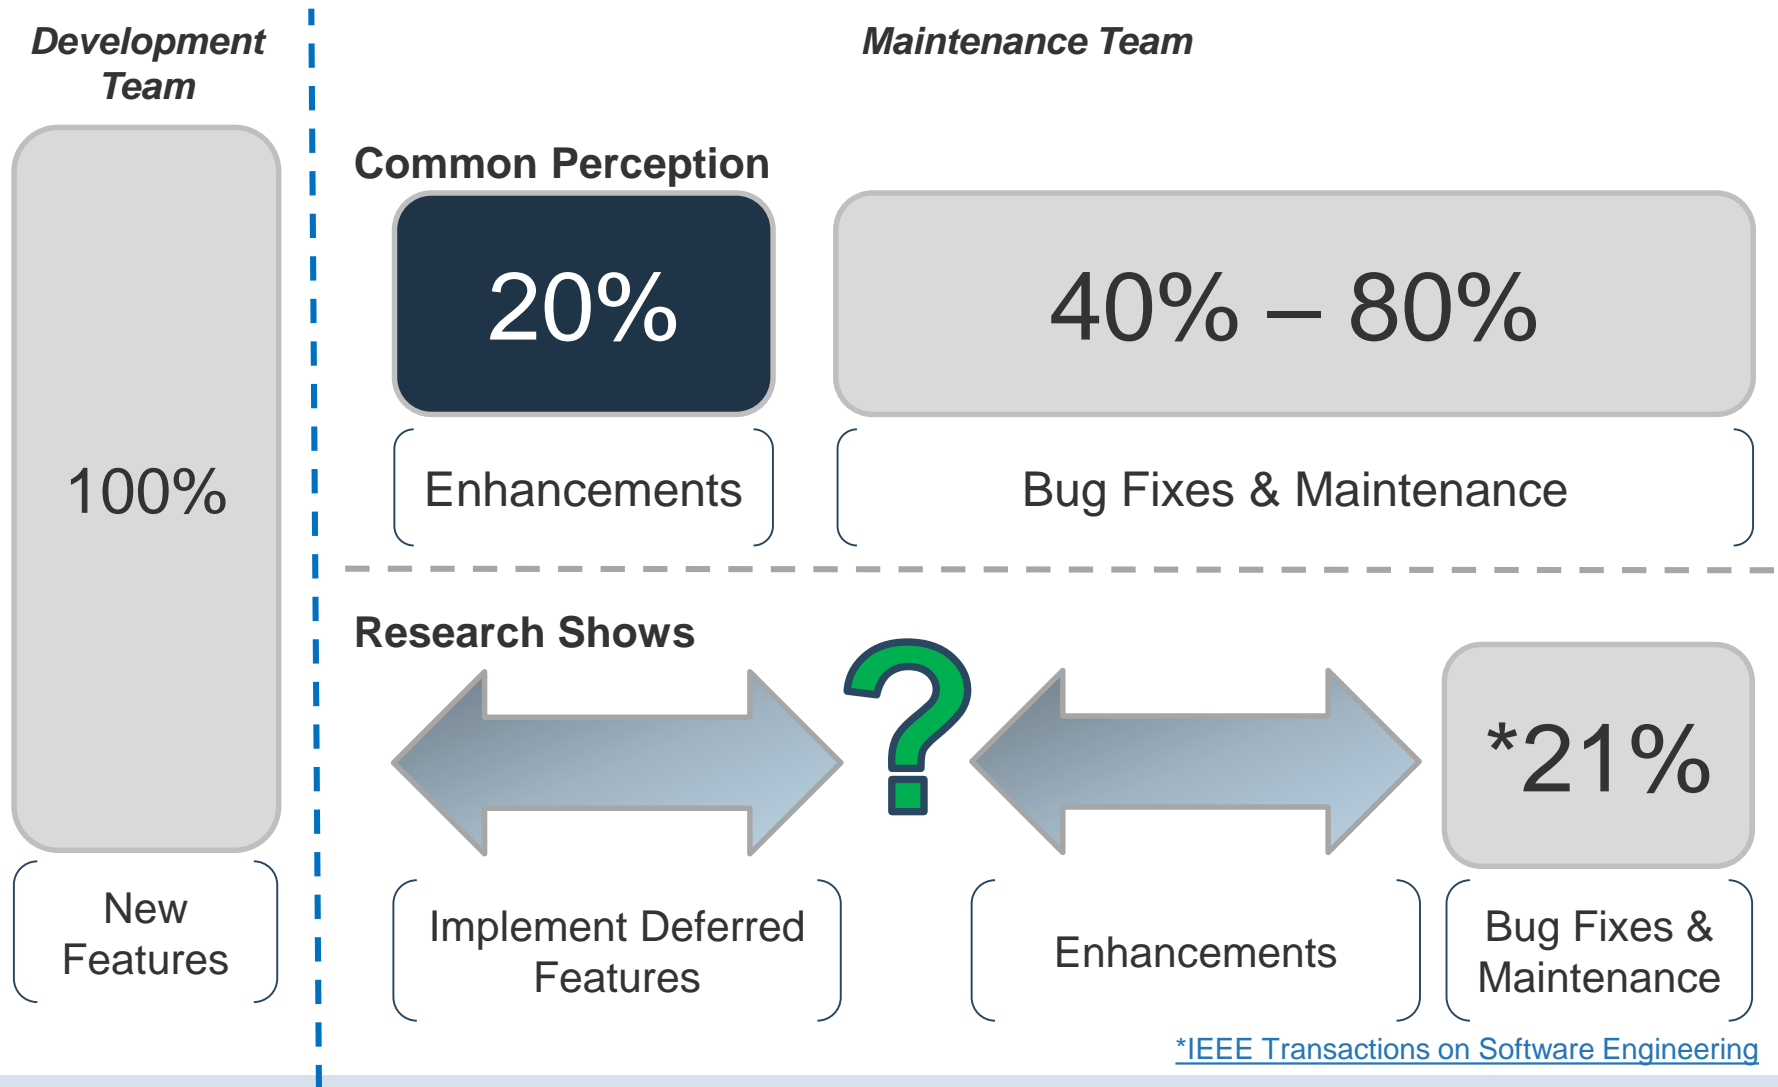 Development
Team
100%
New
Features
Maintenance Team
Common Perception
20%
40% – 80%
Enhancements
Bug Fixes & Maintenance
Research Shows
?
*21%
Implement Deferred
Features
Enhancements
Bug Fixes &
Maintenance
*IEEE Transactions on Software Engineering